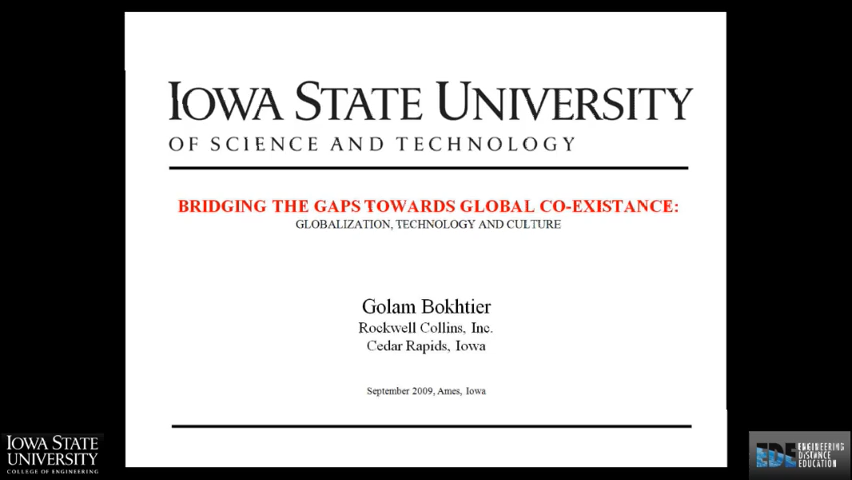 IOWA STATE UNIVERSITY
OF SCIENCE AND TECHNOLOGY
BRIDGING THE GAPS TOWARDS GLOBAL CO-EXISTANCE:
GLOBALIZATION, TECHNOLOGY AND CULTURE
Golam Bokhtier
Rockwell Collins, Inc.
Cedar Rapids, Iowa
September 2009, Ames, Iowa
IOWA STATE
UNIVERSITY
COLLEGE OF ENGINEERING
EDE ENGINEERING
DISTANCE
EDUCATION